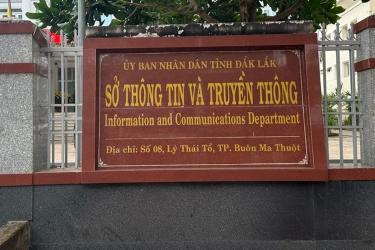 ỦY BAN NHÂN DÂN TỈNH ĐẮK LẮK
SỞ THÔNG TIN VÀ TRUYỀN THÔNG
Information and Communications Department
Địa chỉ: Số 08, Lý Thái Tổ, TP. Buôn Ma Thuột